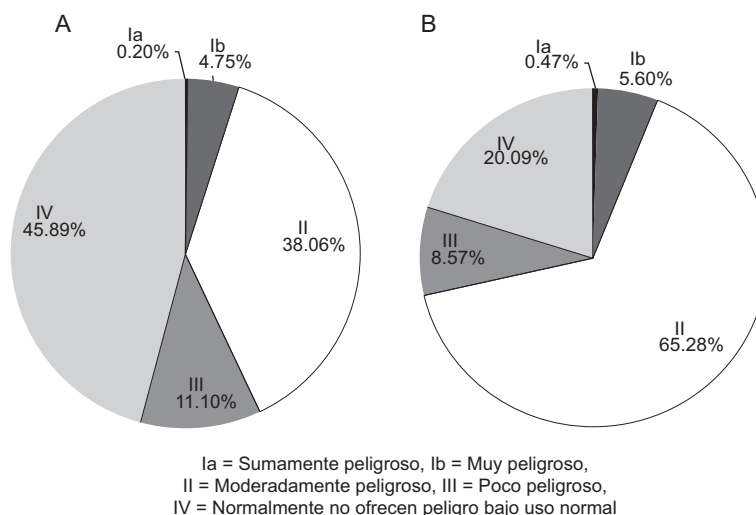 A
Ia
0.20%
Ib
4.75%
II
38.06%
III
11.10%
IV
45.89%
B
Ia
0.47%
Ib
5.60%
II
65.28%
III
8.57%
IV
20.09%
Ia = Sumamente peligroso, Ib = Muy peligroso,
II = Moderadamente peligroso, III = Poco peligroso,
IV = Normalmente no ofrecen peligro bajo uso normal